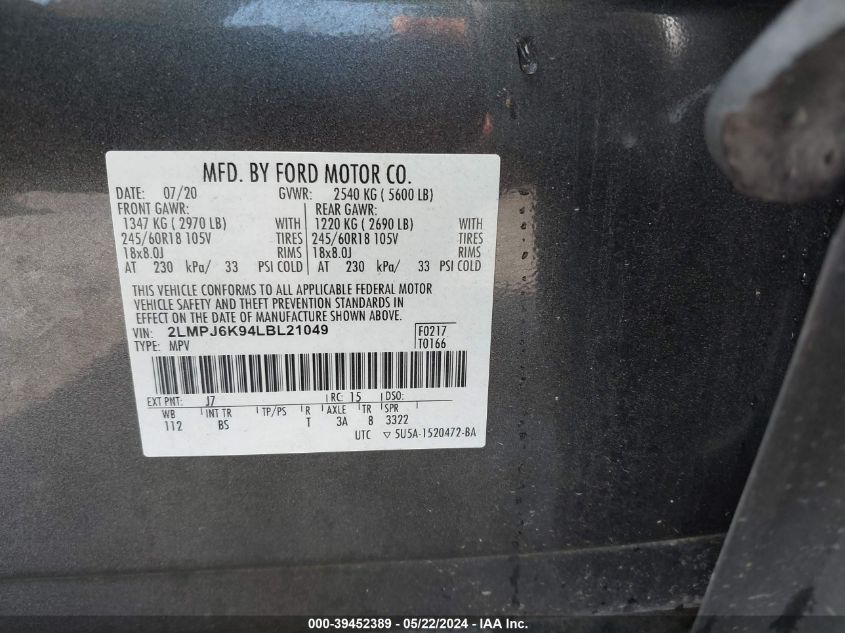 MFD. BY FORD MOTOR CO.
DATE: 07/20 GVWR: 2540 KG ( 5600 LB)
FRONT GAWR: REAR GAWR:
1347 KG ( 2970 LB) WITH 1220 KG ( 2690 LB) WITH
245/60R18 105V TIRES 245/60R18 105V TIRES
18x8.0J RIMS 18x8.0J RIMS
AT 230 kPa/ 33 PSI COLD AT 230 kPa/ 33 PSI COLD
THIS VEHICLE CONFORMS TO ALL APPLICABLE FEDERAL MOTOR
VEHICLE SAFETY AND THEFT PREVENTION STANDARDS IN
EFFECT ON THE DATE OF MANUFACTURE SHOWN ABOVE.
VIN: 2LMPJ6K94LBL21049 F0217
TYPE: MPV T0166
EXT PNT: J7 RC: 15 DSO:
WB INT TR TP/PS R AXLE TR SPR
112 BS T 3A 8 3322
UTC ▽ 5U5A-1520472-BA
000-39452389 - 05/22/2024 - IAA Inc.